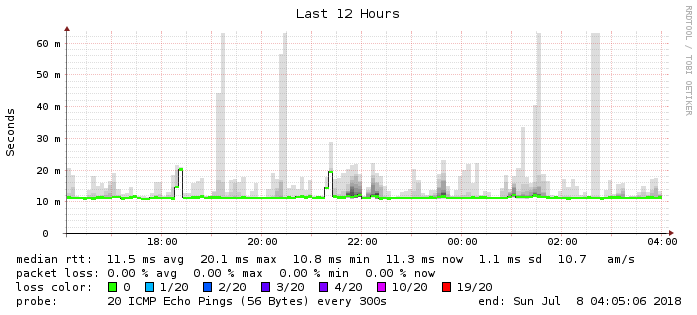 Last 12 Hours
RRDTOOL / TOBI OETIKER
Seconds
60 m
50 m
40 m
30 m
20 m
10 m
0
18:00 20:00 22:00 00:00 02:00 04:00
median rtt: 11.5 ms avg 20.1 ms max 10.8 ms min 11.3 ms now 1.1 ms sd 10.7 am/s
packet loss: 0.00 % avg 0.00 % max 0.00 % min 0.00 % now
loss color: 0 1/20 2/20 3/20 4/20 10/20 19/20
probe: 20 ICMP Echo Pings (56 Bytes) every 300s end: Sun Jul 8 04:05:06 2018